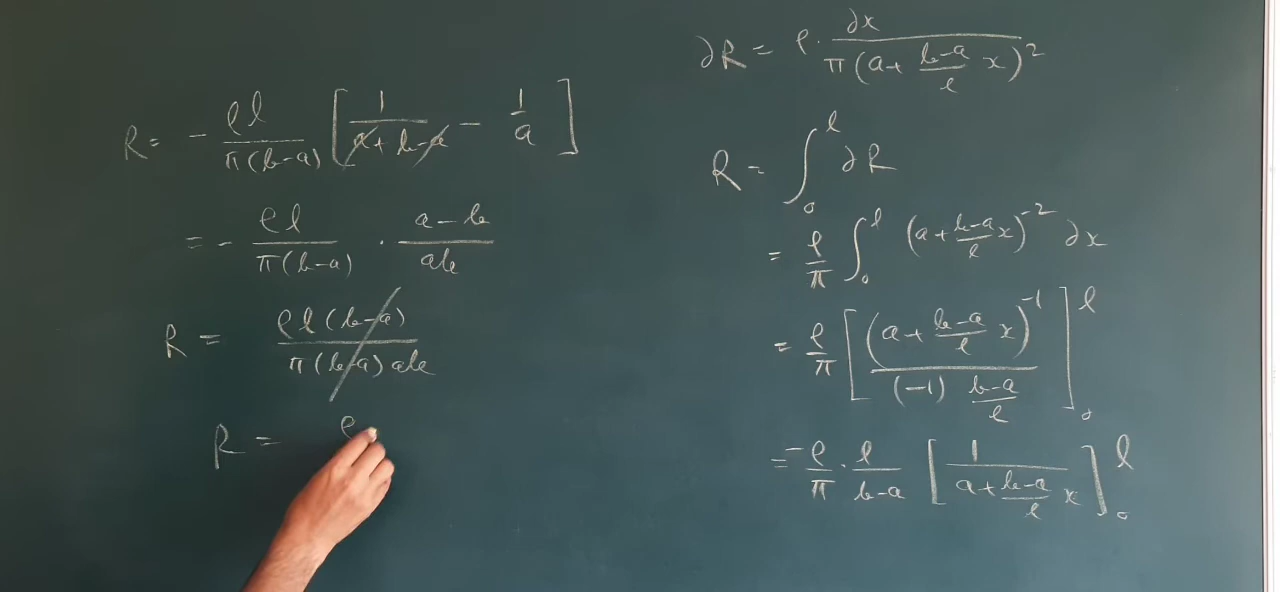 ∂R = ρ · ∂x / π(a + (b-a)/l x)²
R = ∫₀ˡ ∂R
= ρ/π ∫₀ˡ (a + (b-a)/l x)⁻² ∂x
= ρ/π [(a + (b-a)/l x)⁻¹ / (-1) (b-a)/l]₀ˡ
= -ρ/π · l/(b-a) [1/(a + (b-a)/l x)]₀ˡ
R = - ρl/π(b-a) [1/(a+b-a) - 1/a]
= - ρl/π(b-a) · (a-b)/ab
R = ρl(b-a)/π(b-a)ab
R = ρ